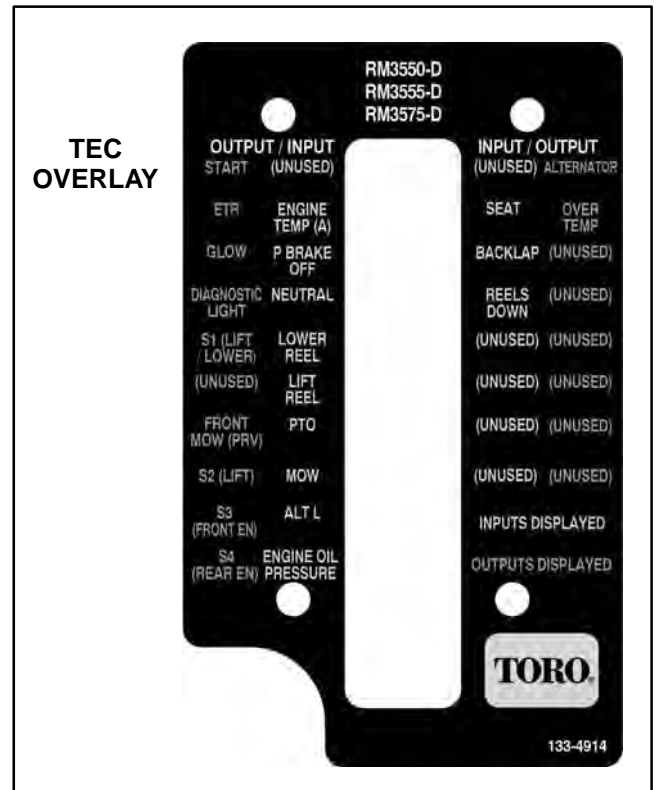 TEC
OVERLAY
RM3550-D
RM3555-D
RM3575-D
OUTPUT / INPUT
START (UNUSED)
ETR ENGINE
TEMP (A)
GLOW P BRAKE
OFF
DIAGNOSTIC NEUTRAL
LIGHT
S1 (LIFT LOWER
/ LOWER) REEL
(UNUSED) LIFT
REEL
FRONT PTO
MOW (PRV)
S2 (LIFT) MOW
S3 ALT L
(FRONT EN)
S4 ENGINE OIL
(REAR EN) PRESSURE
INPUT / OUTPUT
(UNUSED) ALTERNATOR
SEAT OVER
TEMP
BACKLAP (UNUSED)
REELS (UNUSED)
DOWN
(UNUSED) (UNUSED)
(UNUSED) (UNUSED)
(UNUSED) (UNUSED)
(UNUSED) (UNUSED)
INPUTS DISPLAYED
OUTPUTS DISPLAYED
TORO.
133-4914